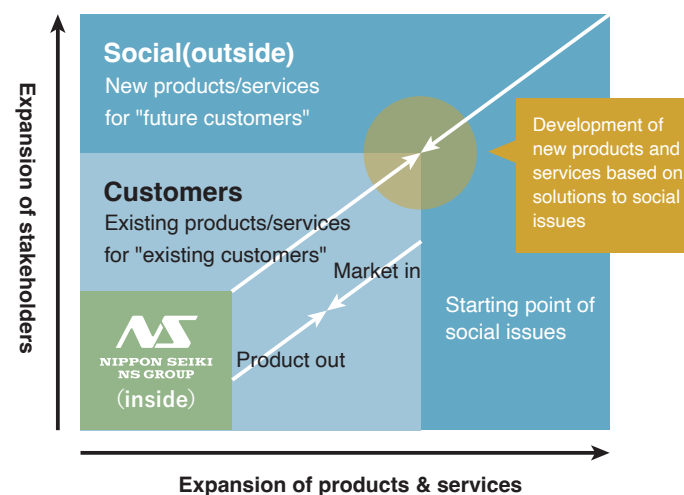 Expansion of stakeholders
Social(outside)
New products/services
for "future customers"
Development of
new products and
services based on
solutions to social
issues
Customers
Existing products/services
for "existing customers"
Market in
Starting point of
social issues
NS
NIPPON SEIKI
NS GROUP
(inside)
Product out
Expansion of products & services